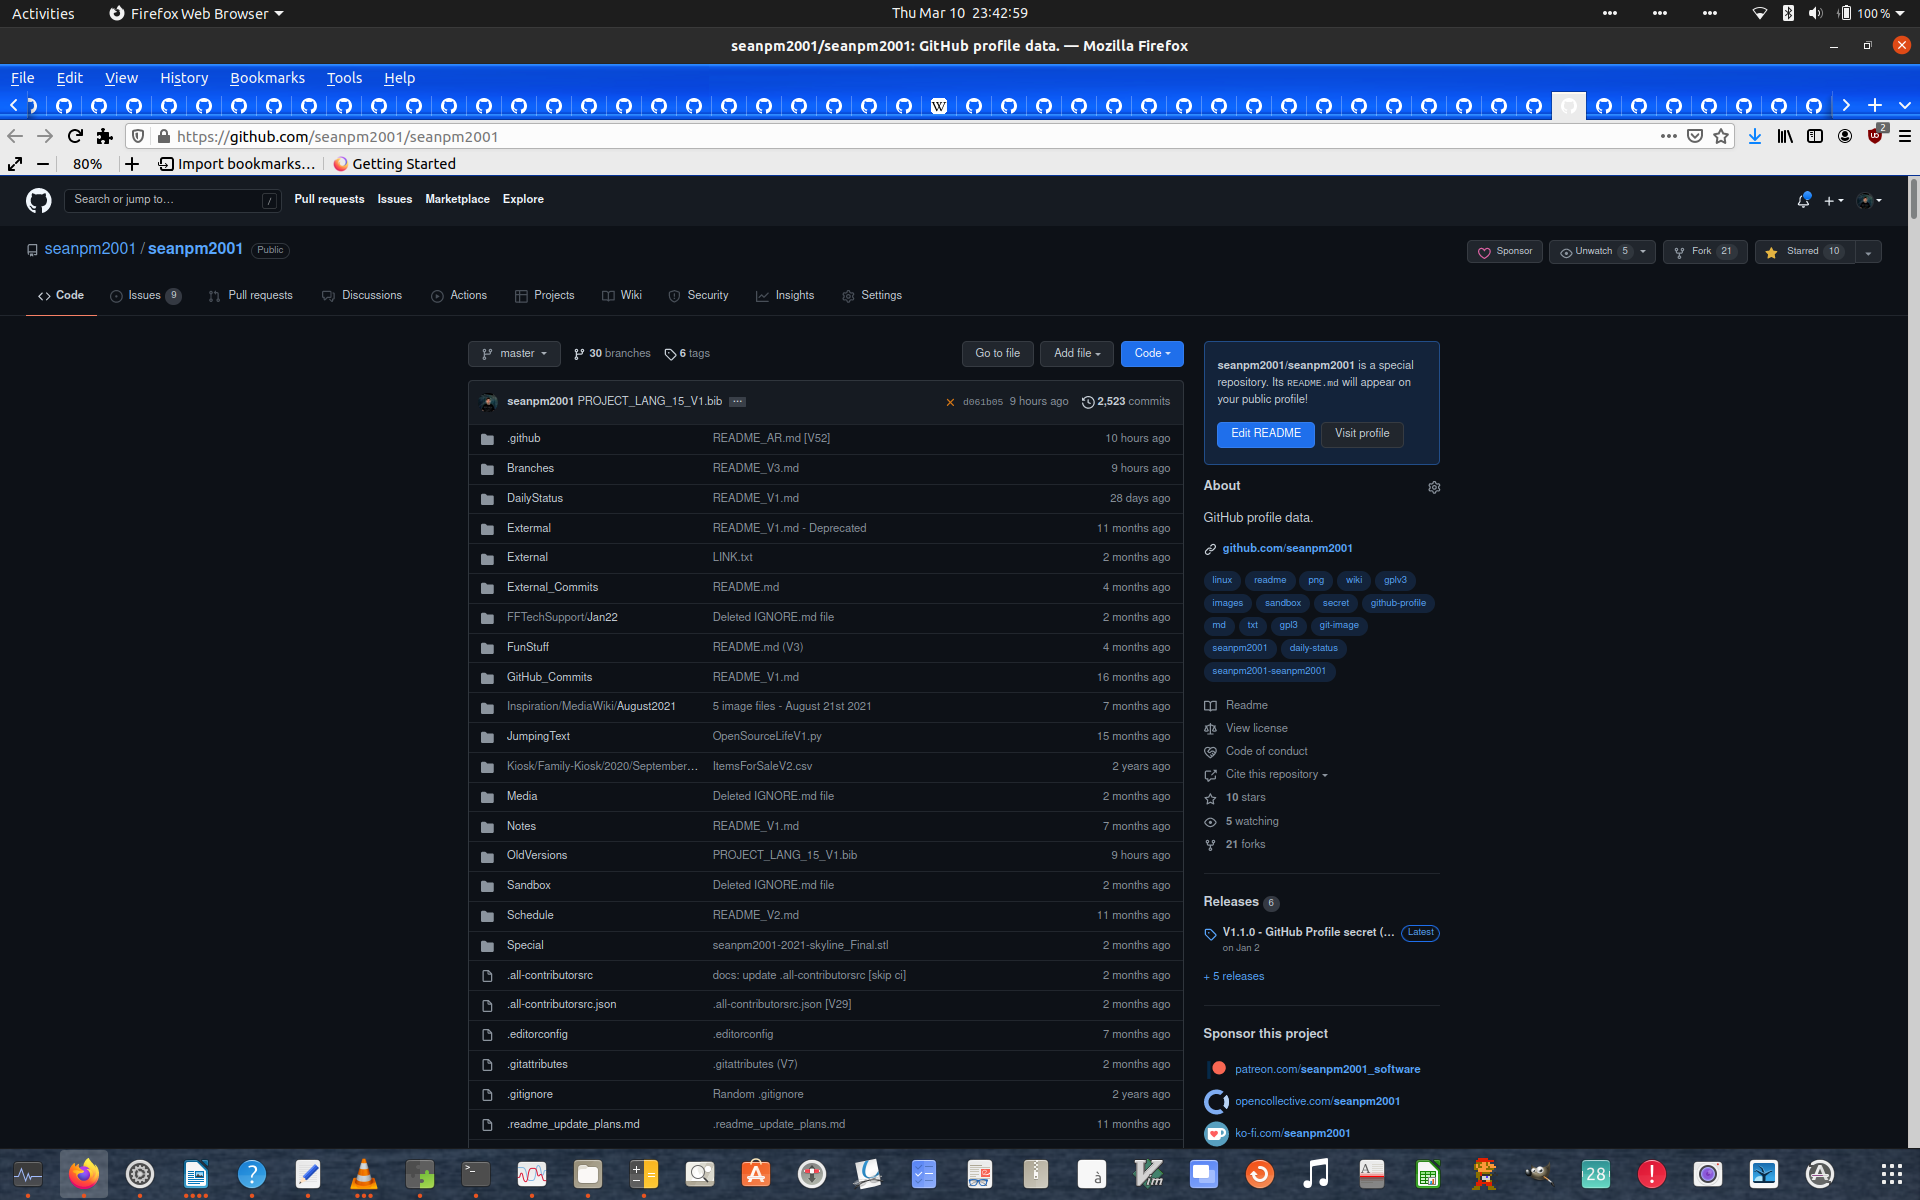 Activities Firefox Web Browser Thu Mar 10 23:42:59 100 %
seanpm2001/seanpm2001: GitHub profile data. — Mozilla Firefox
File Edit View History Bookmarks Tools Help
W
https://github.com/seanpm2001/seanpm2001 2
80% Import bookmarks... Getting Started
Search or jump to... / Pull requests Issues Marketplace Explore
seanpm2001 / seanpm2001 Public Sponsor Unwatch 5 Fork 21 Starred 10
Code Issues 9 Pull requests Discussions Actions Projects Wiki Security Insights Settings
master 30 branches 6 tags Go to file Add file Code
seanpm2001 PROJECT_LANG_15_V1.bib ... d061b05 9 hours ago 2,523 commits
.github README_AR.md [V52] 10 hours ago
Branches README_V3.md 9 hours ago
DailyStatus README_V1.md 28 days ago
Extermal README_V1.md - Deprecated 11 months ago
External LINK.txt 2 months ago
External_Commits README.md 4 months ago
FFTechSupport/Jan22 Deleted IGNORE.md file 2 months ago
FunStuff README.md (V3) 4 months ago
GitHub_Commits README_V1.md 16 months ago
Inspiration/MediaWiki/August2021 5 image files - August 21st 2021 7 months ago
JumpingText OpenSourceLifeV1.py 15 months ago
Kiosk/Family-Kiosk/2020/September... ItemsForSaleV2.csv 2 years ago
Media Deleted IGNORE.md file 2 months ago
Notes README_V1.md 7 months ago
OldVersions PROJECT_LANG_15_V1.bib 9 hours ago
Sandbox Deleted IGNORE.md file 2 months ago
Schedule README_V2.md 11 months ago
Special seanpm2001-2021-skyline_Final.stl 2 months ago
.all-contributorsrc docs: update .all-contributorsrc [skip ci] 2 months ago
.all-contributorsrc.json .all-contributorsrc.json [V29] 2 months ago
.editorconfig .editorconfig 7 months ago
.gitattributes .gitattributes (V7) 2 months ago
.gitignore Random .gitignore 2 years ago
.readme_update_plans.md .readme_update_plans.md 11 months ago
seanpm2001/seanpm2001 is a special
repository. Its README.md will appear on
your public profile!
Edit README Visit profile
About
GitHub profile data.
github.com/seanpm2001
linux readme png wiki gplv3
images sandbox secret github-profile
md txt gpl3 git-image
seanpm2001 daily-status
seanpm2001-seanpm2001
Readme
View license
Code of conduct
Cite this repository
10 stars
5 watching
21 forks
Releases 6
V1.1.0 - GitHub Profile secret (... Latest
on Jan 2
+ 5 releases
Sponsor this project
patreon.com/seanpm2001_software
opencollective.com/seanpm2001
ko-fi.com/seanpm2001
? >_ à Vim A 28 !